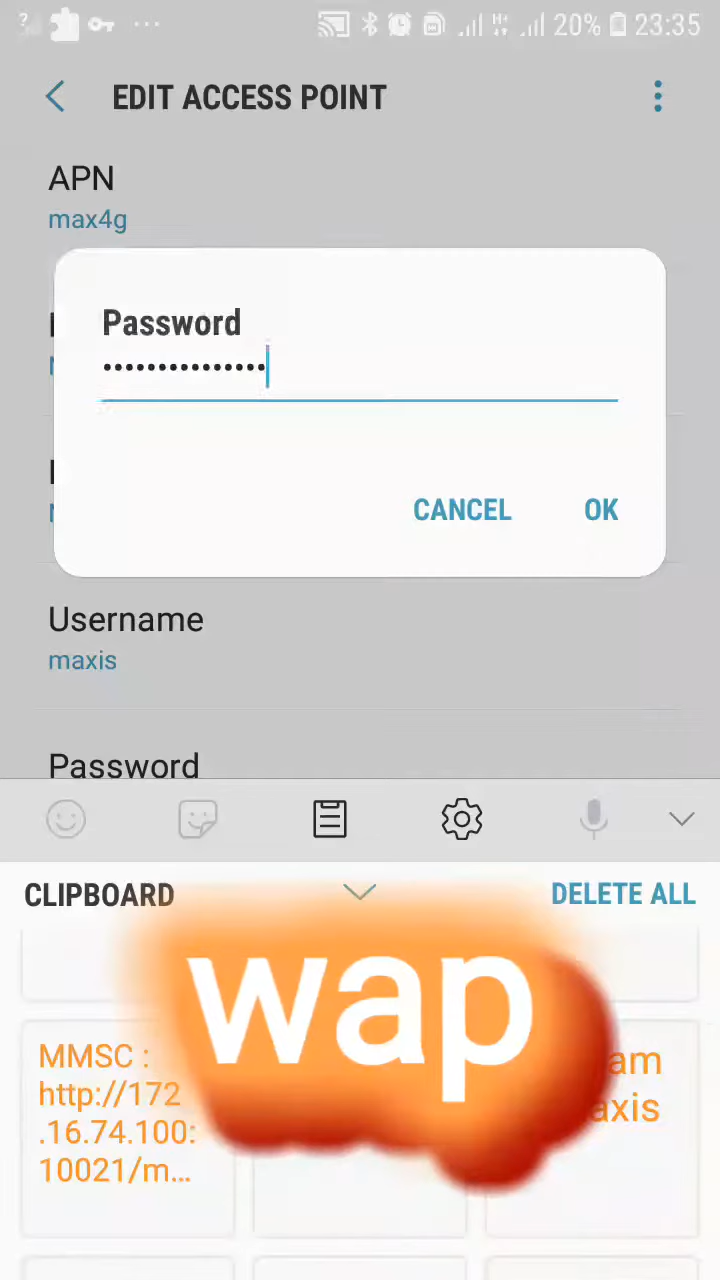 ? 20% 23:35
EDIT ACCESS POINT
APN
max4g
Password
•••••••••••••••
CANCEL OK
Username
maxis
Password
CLIPBOARD DELETE ALL
wap
MMSC :
http://172
.16.74.100:
10021/m...
am
axis